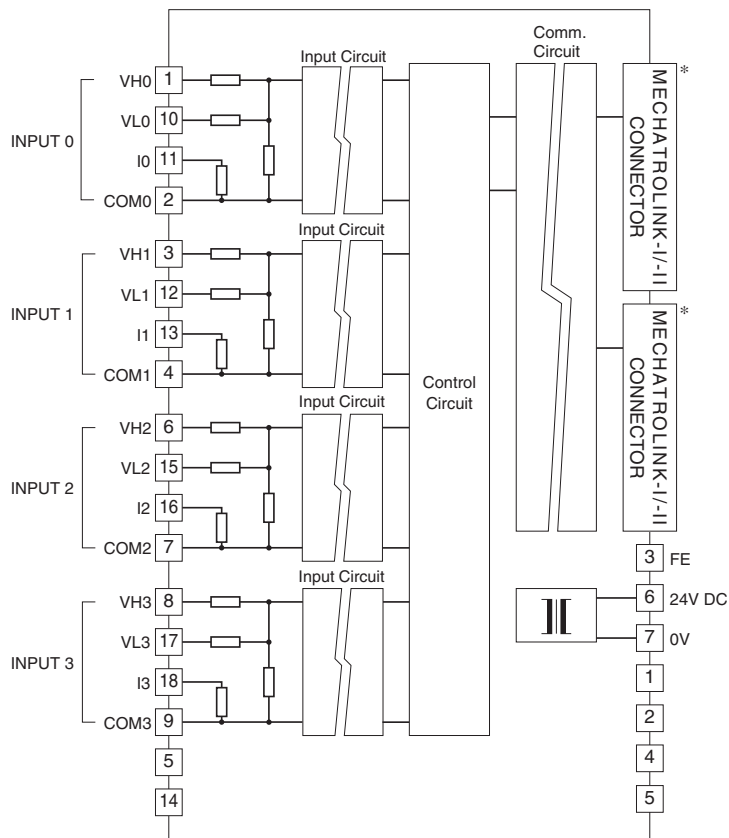 Input Circuit
Comm.
Circuit
INPUT 0
VH0 1
VL0 10
I0 11
COM0 2
Input Circuit
INPUT 1
VH1 3
VL1 12
I1 13
COM1 4
Input Circuit
INPUT 2
VH2 6
VL2 15
I2 16
COM2 7
Input Circuit
INPUT 3
VH3 8
VL3 17
I3 18
COM3 9
5
14
Control
Circuit
MECHATROLINK-I/-II
CONNECTOR
*
MECHATROLINK-I/-II
CONNECTOR
*
3 FE
6 24V DC
7 0V
1
2
4
5